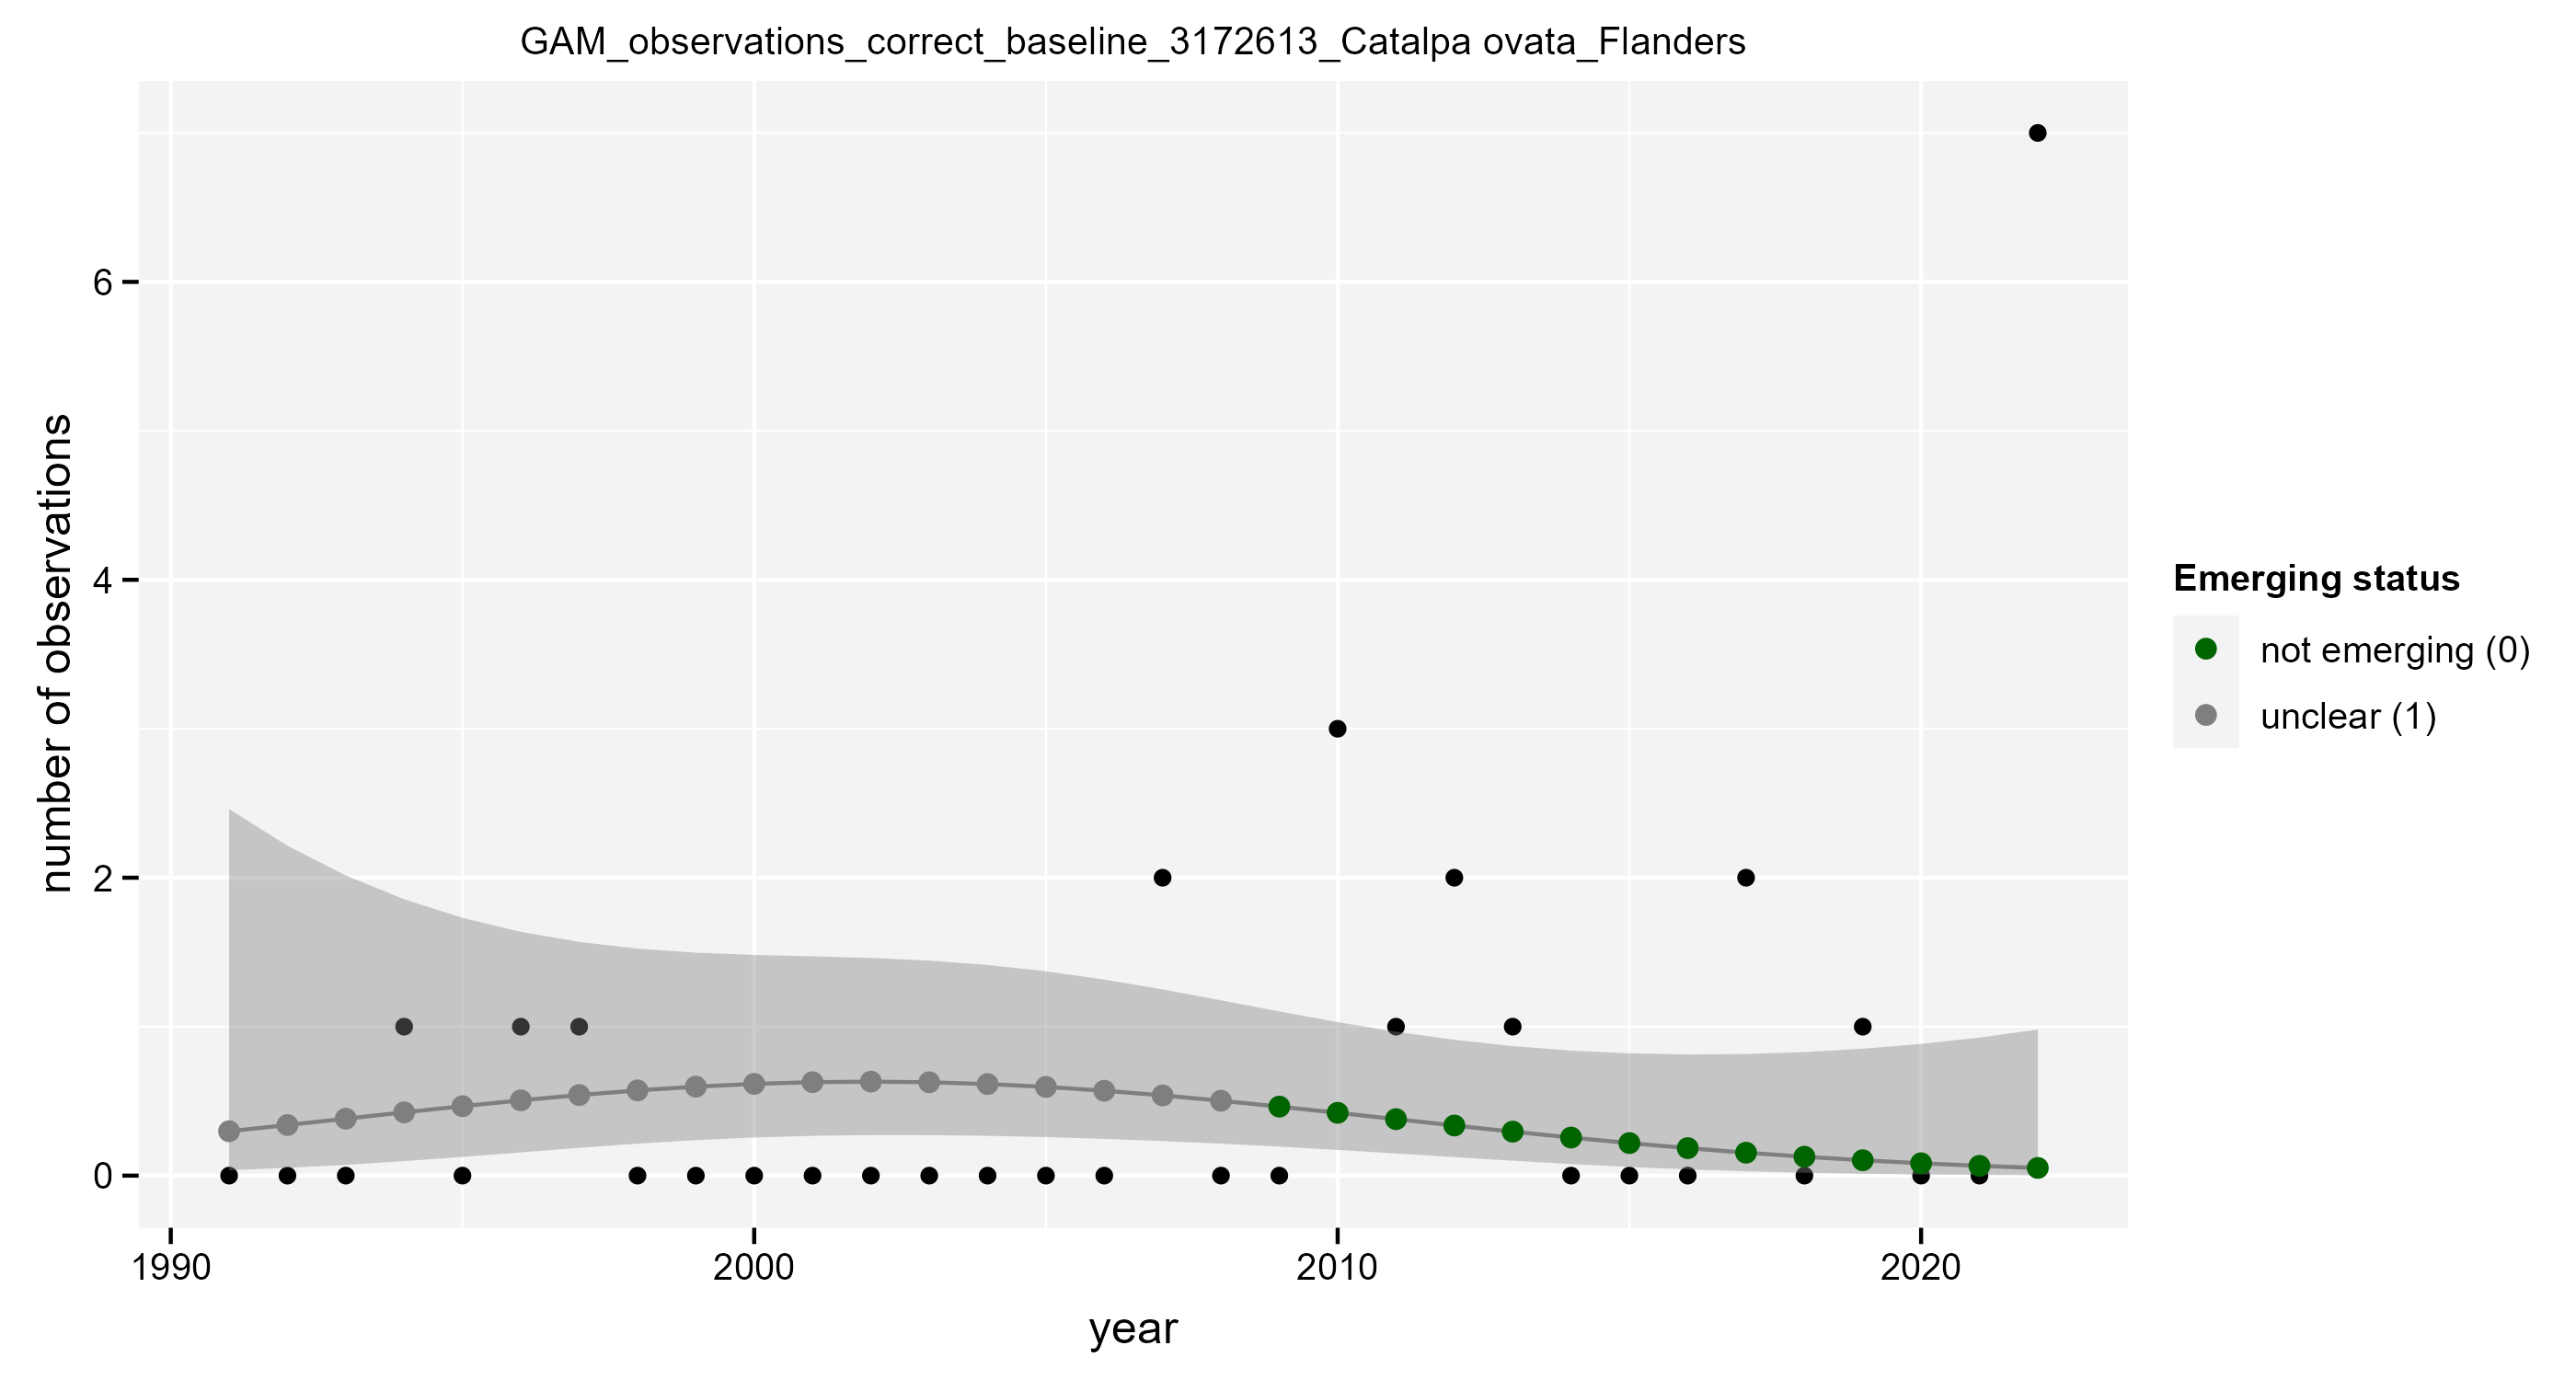 GAM_observations_correct_baseline_3172613_Catalpa ovata_Flanders
number of observations
6
4
2
0
1990
2000
2010
2020
year
Emerging status
not emerging (0)
unclear (1)